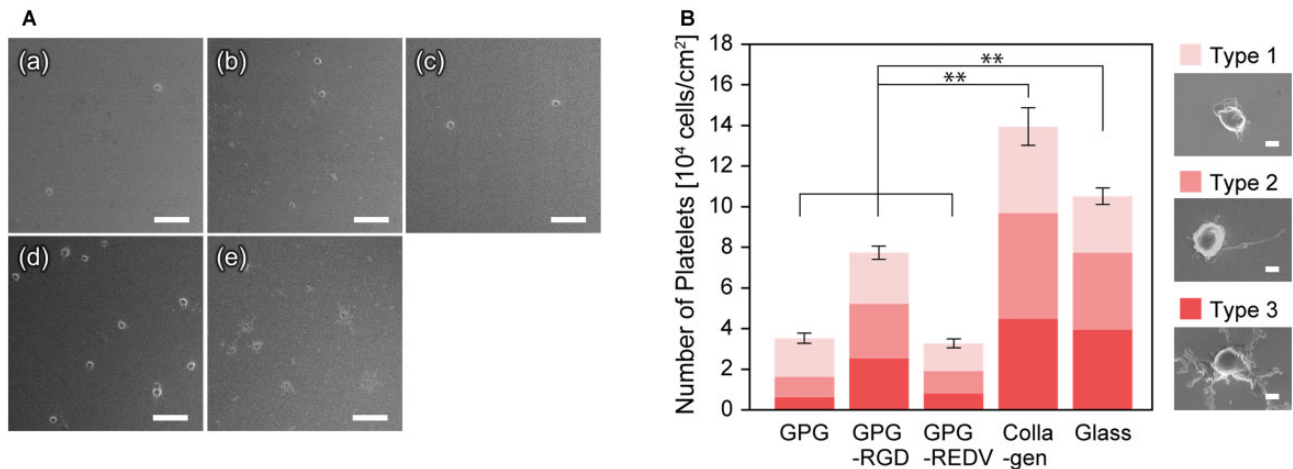 A
(a)
(b)
(c)
(d)
(e)
B
Number of Platelets [10⁴ cells/cm²]
18
16
14
12
10
8
6
4
2
0
**
**
GPG
GPG
-RGD
GPG
-REDV
Colla
-gen
Glass
Type 1
Type 2
Type 3